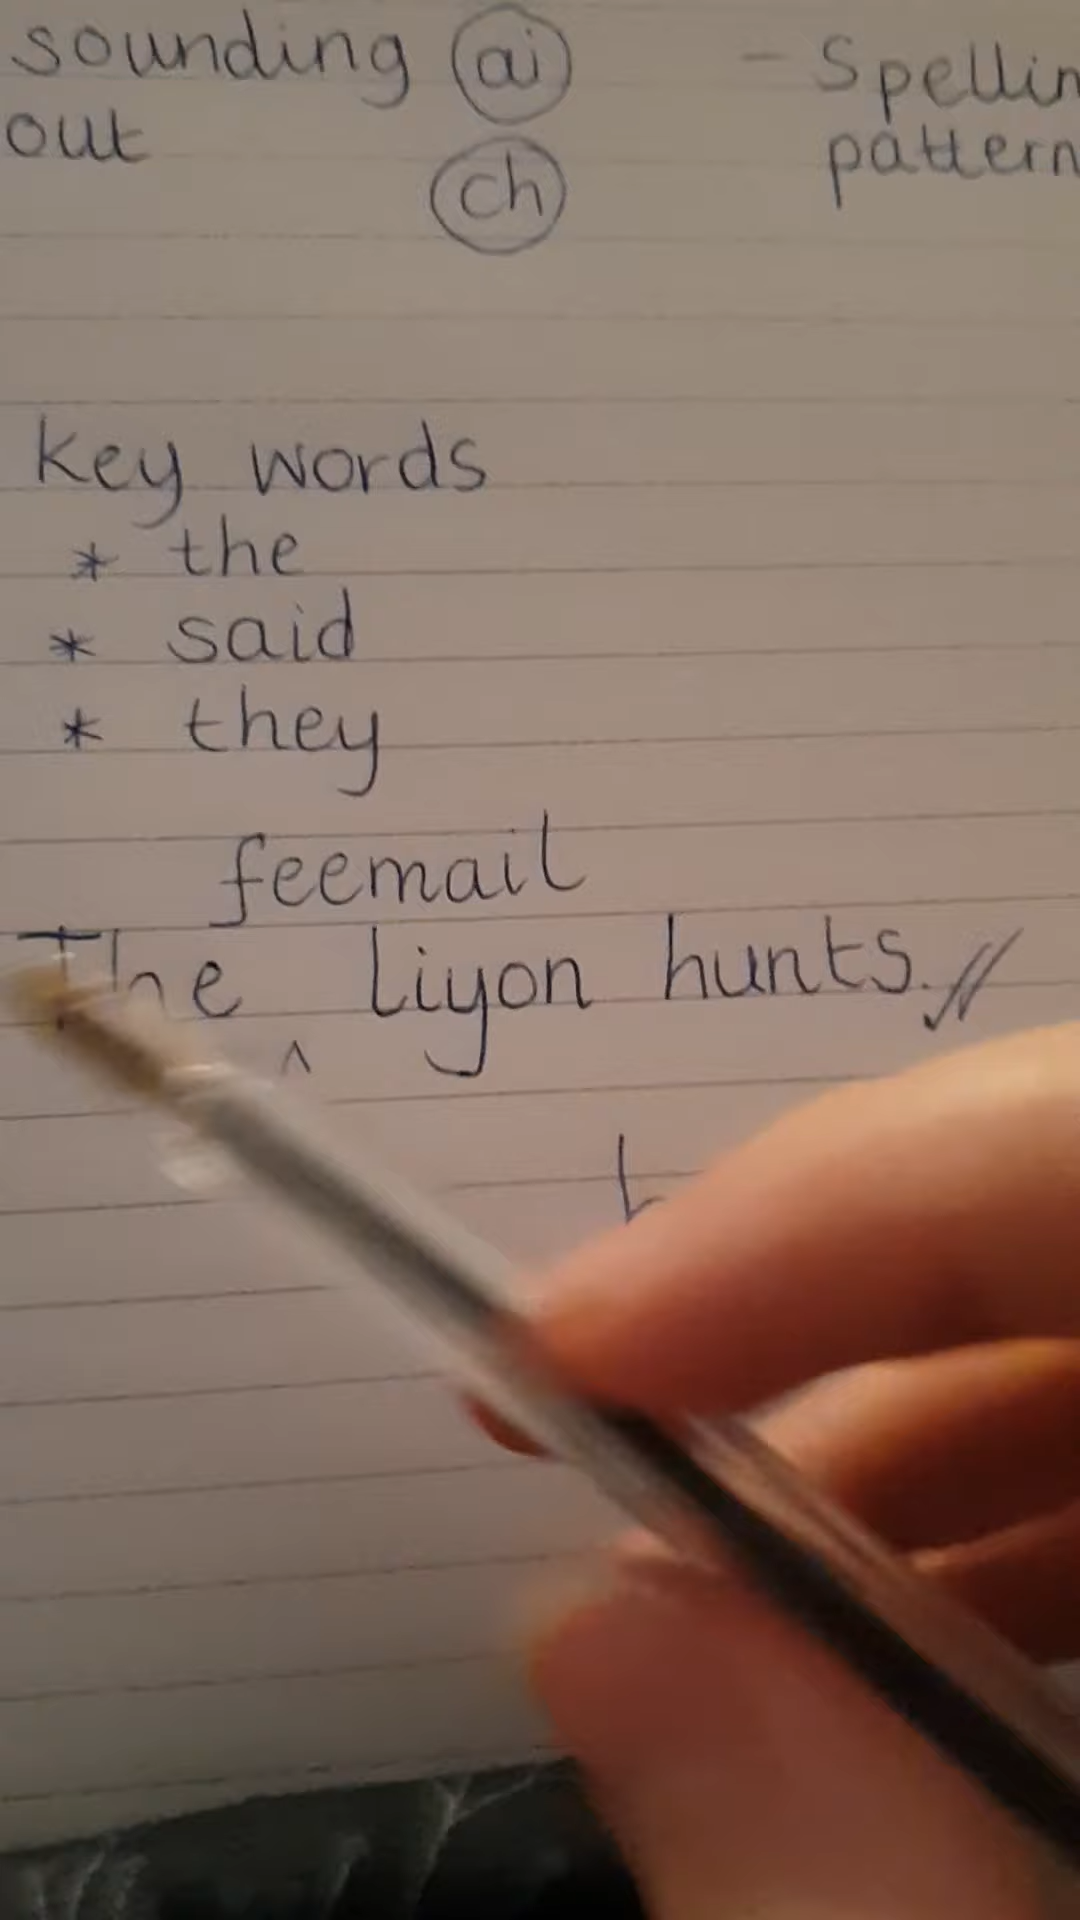 sounding ai - Spellin
out ch pattern
key words
* the
* said
* they
feemail
The liyon hunts.
^